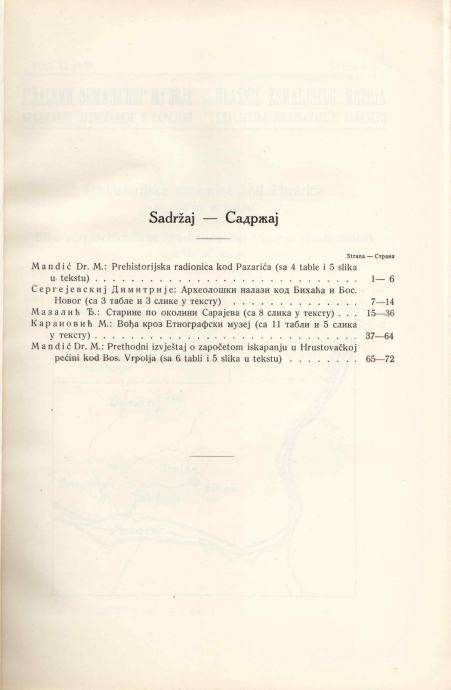 Sadržaj — Садржај
Strana — Страна
Mandić Dr. M.: Prehistorijska radionica kod Pazarića (sa 4 table i 5 slika
u tekstu) . . . . . . . . . . . . . . . . . . . . . . . . 1— 6
Сергејевскиј Димитрије: Археолошки налази код Бихаћа и Бос.
Новог (са 3 табле и 3 слике у тексту) . . . . . . . . . . . 7—14
Мазалић Ђ.: Старине по околини Сарајева (са 8 слика у тексту) . . . 15—36
Карановић М.: Вођа кроз Етнографски музеј (са 11 табли и 5 слика
у тексту) . . . . . . . . . . . . . . . . . . . . . . . . 37—64
Mandić Dr. M.: Prethodni izvještaj o započetom iskapanju u Hrustovačkoj
pećini kod Bos. Vrpolja (sa 6 tabli i 5 slika u tekstu) . . . . . . . 65—72